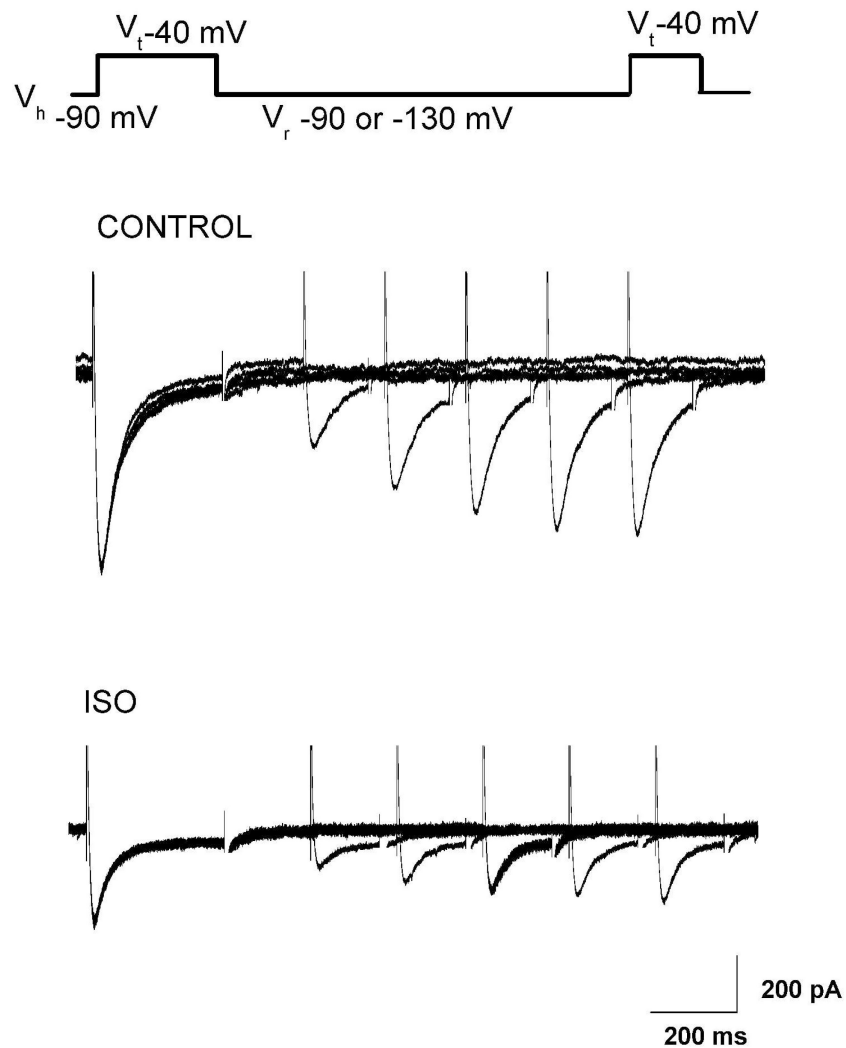 Vt-40 mV
Vt-40 mV
Vh -90 mV
Vr -90 or -130 mV
CONTROL
ISO
200 pA
200 ms